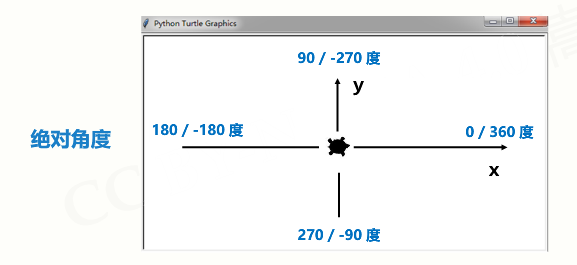 Python Turtle Graphics
90 / -270 度
y
绝对角度
180 / -180 度
0 / 360 度
x
270 / -90 度